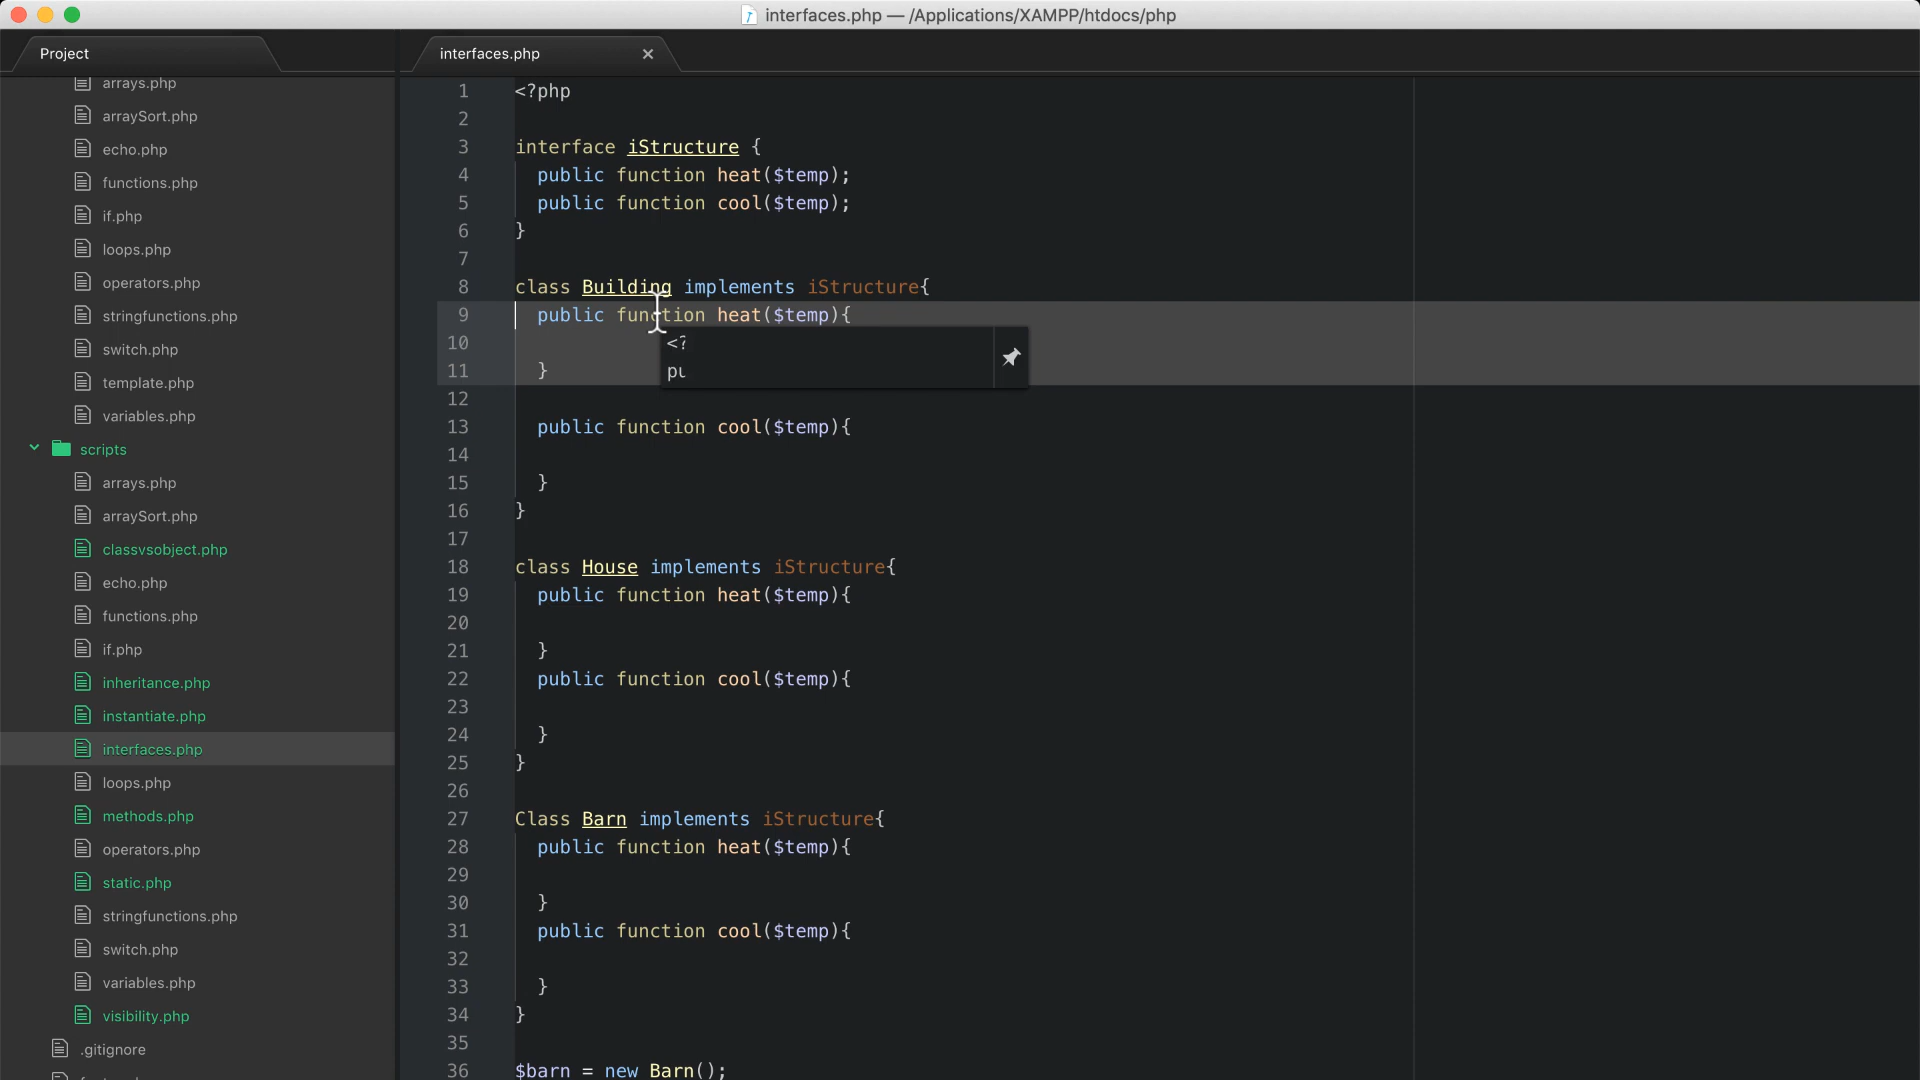 interfaces.php — /Applications/XAMPP/htdocs/php
Project
interfaces.php
arrays.php
arraySort.php
echo.php
functions.php
if.php
loops.php
operators.php
stringfunctions.php
switch.php
template.php
variables.php
scripts
arrays.php
arraySort.php
classvsobject.php
echo.php
functions.php
if.php
inheritance.php
instantiate.php
interfaces.php
loops.php
methods.php
operators.php
static.php
stringfunctions.php
switch.php
variables.php
visibility.php
.gitignore
1 <?php
2
3 interface iStructure {
4 public function heat($temp);
5 public function cool($temp);
6 }
7
8 class Building implements iStructure{
9 public function heat($temp){
10
11 }
<?
pu
12
13 public function cool($temp){
14
15 }
16 }
17
18 class House implements iStructure{
19 public function heat($temp){
20
21 }
22 public function cool($temp){
23
24 }
25 }
26
27 Class Barn implements iStructure{
28 public function heat($temp){
29
30 }
31 public function cool($temp){
32
33 }
34 }
35
36 $barn = new Barn();